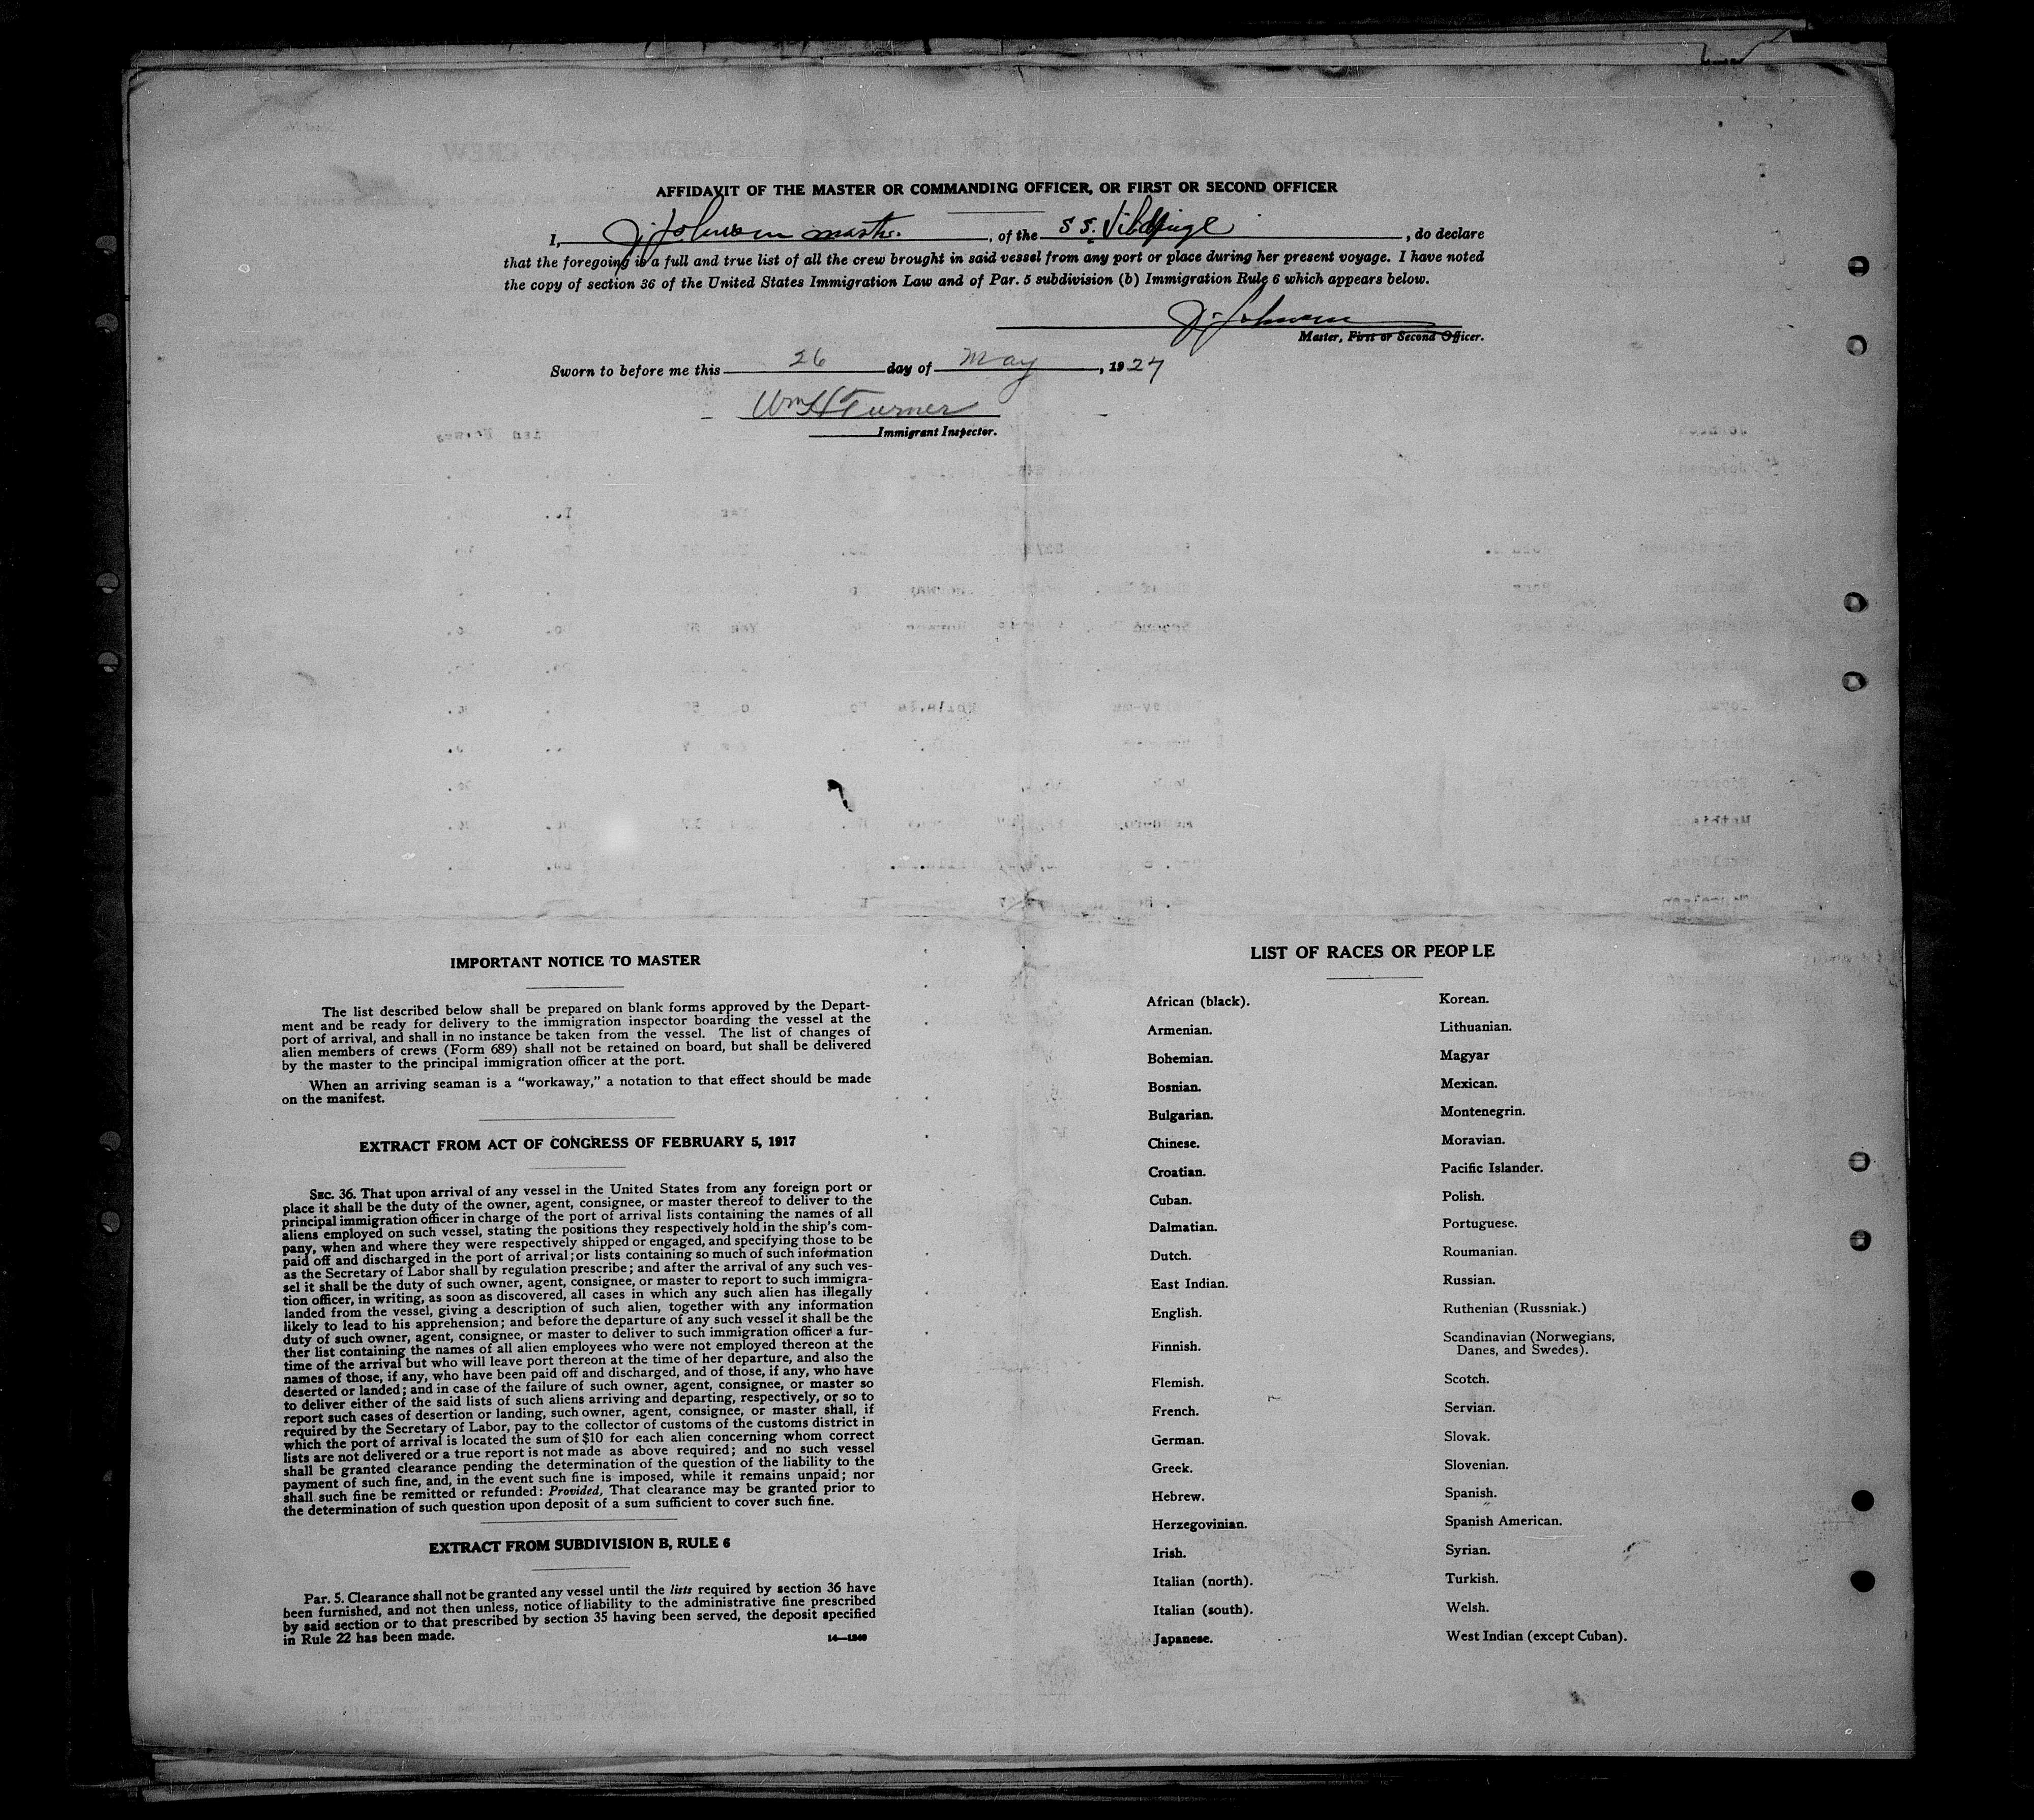 AFFIDAVIT OF THE MASTER OR COMMANDING OFFICER, OR FIRST OR SECOND OFFICER
I, J. Johnson master. , of the SS. , do declare
that the foregoing is a full and true list of all the crew brought in said vessel from any port or place during her present voyage. I have noted
the copy of section 36 of the United States Immigration Law and of Par. 5 subdivision (b) Immigration Rule 6 which appears below.
J. Johnson
Master, First or Second Officer.
Sworn to before me this 26 day of May , 1927
Wm H Turner
Immigrant Inspector.
IMPORTANT NOTICE TO MASTER
The list described below shall be prepared on blank forms approved by the Depart-
ment and be ready for delivery to the immigration inspector boarding the vessel at the
port of arrival, and shall in no instance be taken from the vessel. The list of changes of
alien members of crews (Form 689) shall not be retained on board, but shall be delivered
by the master to the principal immigration officer at the port.
When an arriving seaman is a "workaway," a notation to that effect should be made
on the manifest.
EXTRACT FROM ACT OF CONGRESS OF FEBRUARY 5, 1917
SEC. 36. That upon arrival of any vessel in the United States from any foreign port or
place it shall be the duty of the owner, agent, consignee, or master thereof to deliver to the
principal immigration officer in charge of the port of arrival lists containing the names of all
aliens employed on such vessel, stating the positions they respectively hold in the ship's com-
pany, when and where they were respectively shipped or engaged, and specifying those to be
paid off and discharged in the port of arrival; or lists containing so much of such information
as the Secretary of Labor shall by regulation prescribe; and after the arrival of any such ves-
sel it shall be the duty of such owner, agent, consignee, or master to report to such immigra-
tion officer, in writing, as soon as discovered, all cases in which any such alien has illegally
landed from the vessel, giving a description of such alien, together with any information
likely to lead to his apprehension; and before the departure of any such vessel it shall be the
duty of such owner, agent, consignee, or master to deliver to such immigration officer a fur-
ther list containing the names of all alien employees who were not employed thereon at the
time of the arrival but who will leave port thereon at the time of her departure, and also the
names of those, if any, who have been paid off and discharged, and of those, if any, who have
deserted or landed; and in case of the failure of such owner, agent, consignee, or master so
to deliver either of the said lists of such aliens arriving and departing, respectively, or so to
report such cases of desertion or landing, such owner, agent, consignee, or master shall, if
required by the Secretary of Labor, pay to the collector of customs of the customs district in
which the port of arrival is located the sum of $10 for each alien concerning whom correct
lists are not delivered or a true report is not made as above required; and no such vessel
shall be granted clearance pending the determination of the question of the liability to the
payment of such fine, and, in the event such fine is imposed, while it remains unpaid; nor
shall such fine be remitted or refunded: Provided, That clearance may be granted prior to
the determination of such question upon deposit of a sum sufficient to cover such fine.
EXTRACT FROM SUBDIVISION B, RULE 6
Par. 5. Clearance shall not be granted any vessel until the lists required by section 36 have
been furnished, and not then unless, notice of liability to the administrative fine prescribed
by said section or to that prescribed by section 35 having been served, the deposit specified
in Rule 22 has been made.
14—1240
LIST OF RACES OR PEOPLE
African (black).
Armenian.
Bohemian.
Bosnian.
Bulgarian.
Chinese.
Croatian.
Cuban.
Dalmatian.
Dutch.
East Indian.
English.
Finnish.
Flemish.
French.
German.
Greek.
Hebrew.
Herzegovinian.
Irish.
Italian (north).
Italian (south).
Japanese.
Korean.
Lithuanian.
Magyar
Mexican.
Montenegrin.
Moravian.
Pacific Islander.
Polish.
Portuguese.
Roumanian.
Russian.
Ruthenian (Russniak.)
Scandinavian (Norwegians,
Danes, and Swedes).
Scotch.
Servian.
Slovak.
Slovenian.
Spanish.
Spanish American.
Syrian.
Turkish.
Welsh.
West Indian (except Cuban).